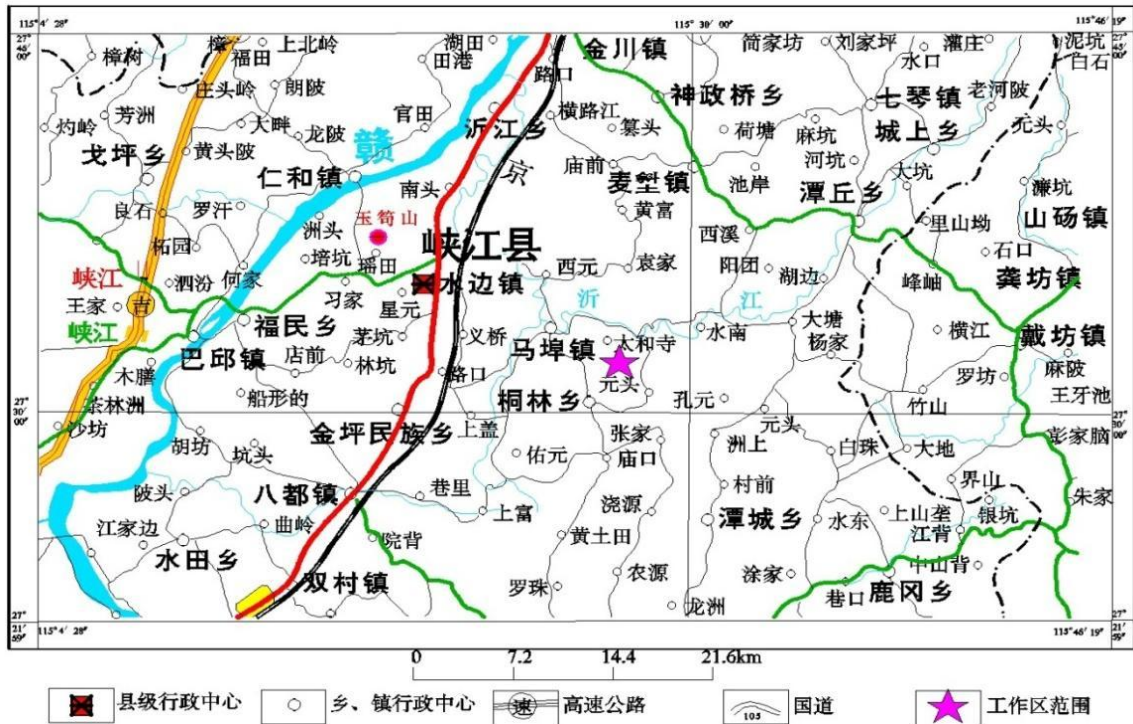 115° 4′ 28″
115° 30′ 00″
115° 46′ 19″
27° 48′ 00″
27° 48′ 00″
樟树
樟
上北岭
湖田
金川镇
简家坊
刘家坪
灌庄
泥坑
福田
田港
路口
水口
白石
庄头岭
朗陂
神政桥乡
七琴镇
老河陂
芳洲
官田
横路江
灼岭
大畔
龙陂
沂江乡
篡头
荷塘
麻坑
城上乡
元头
戈坪乡
黄头陂
赣
京
庙前
麦㙦镇
河坑
大坑
仁和镇
南头
池岸
潭丘乡
濂坑
良石
罗汗
洲头
玉笥山
黄富
里山坳
山砀镇
柘园
培坑
瑶田
峡江县
西溪
石口
峡江
泗汾
何家
西元
袁家
阳团
湖边
峰岫
龚坊镇
王家
吉
习家
星元
水边镇
沂
江
峡江
福民乡
茅坑
义桥
马埠镇
太和寺
水南
大塘
横江
戴坊镇
巴邱镇
店前
林坑
杨家
麻陂
木膳
路口
元头
罗坊
茶林洲
船形的
桐林乡
孔元
竹山
王牙池
27° 30′ 00″
27° 30′ 00″
沙坊
金坪民族乡
上盖
元头
胡坊
坑头
张家
洲上
白珠
大地
彭家脑
佑元
庙口
陂头
八都镇
巷里
村前
界山
朱家
江家边
曲岭
上富
浇源
潭城乡
水东
上山垄
银坑
水田乡
院背
黄土田
江背
双村镇
罗珠
农源
涂家
中山背
龙洲
巷口
鹿冈乡
27° 21′ 59″
27° 21′ 59″
115° 4′ 28″
115° 46′ 19″
0 7.2 14.4 21.6km
县级行政中心 乡、镇行政中心 速 高速公路 105 国道 工作区范围